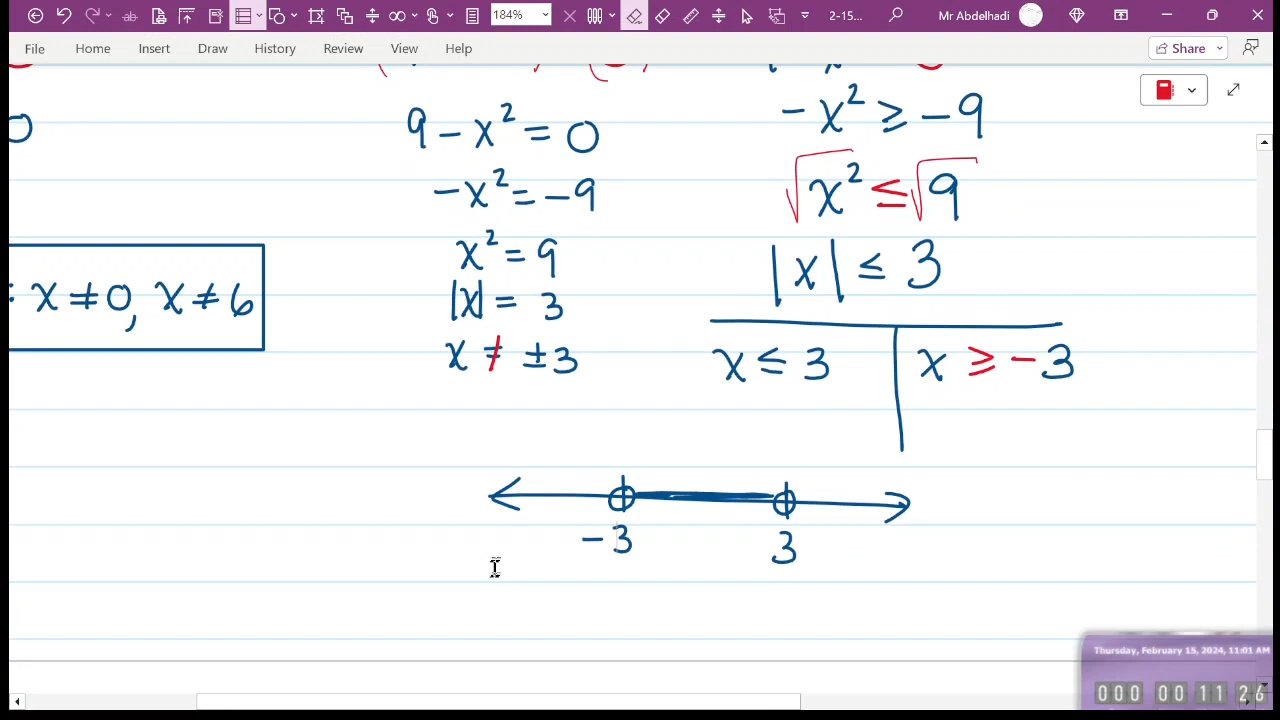 184%
2-15...
Mr Abdelhadi
File Home Insert Draw History Review View Help
Share
0
: x ≠ 0, x ≠ 6
9 - x² = 0
-x² = -9
x² = 9
|x| = 3
x ≠ ±3
-x² ≥ -9
√x² ≤ √9
|x| ≤ 3
x ≤ 3 x ≥ -3
-3 3
Thursday, February 15, 2024, 11:01 AM
000 00 11 26